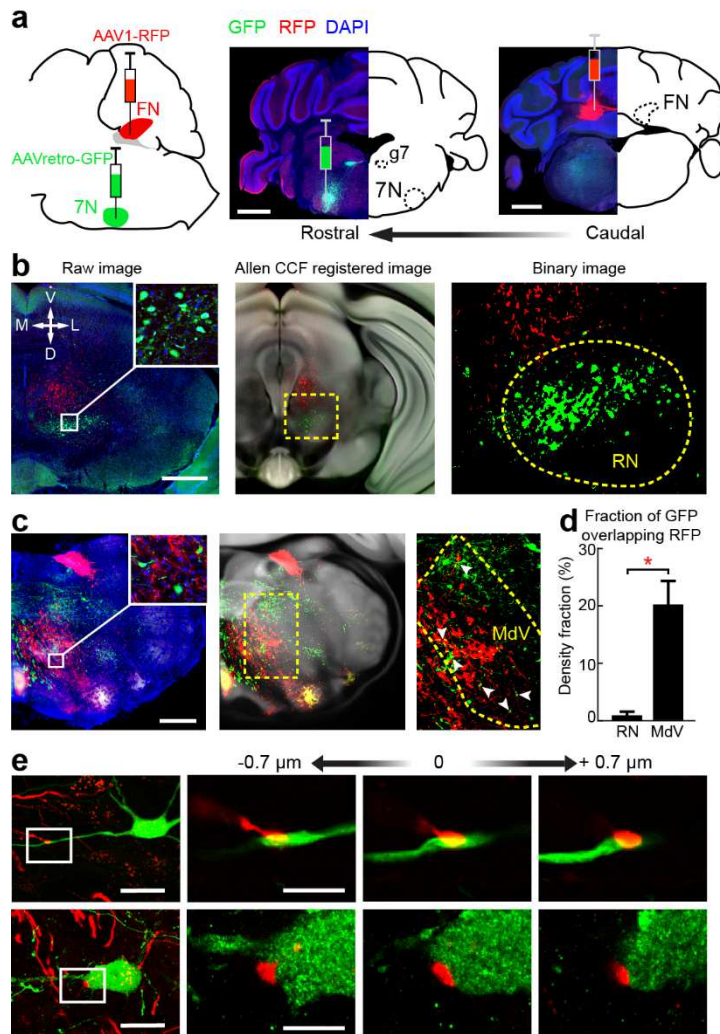 a
AAV1-RFP
GFP RFP DAPI
FN
AAVretro-GFP
7N
g7
7N
FN
Rostral
Caudal
b
Raw image
Allen CCF registered image
Binary image
V
M
L
D
RN
c
MdV
d
Fraction of GFP
overlapping RFP
Density fraction (%)
30
20
10
0
*
RN
MdV
e
-0.7 µm
0
+ 0.7 µm